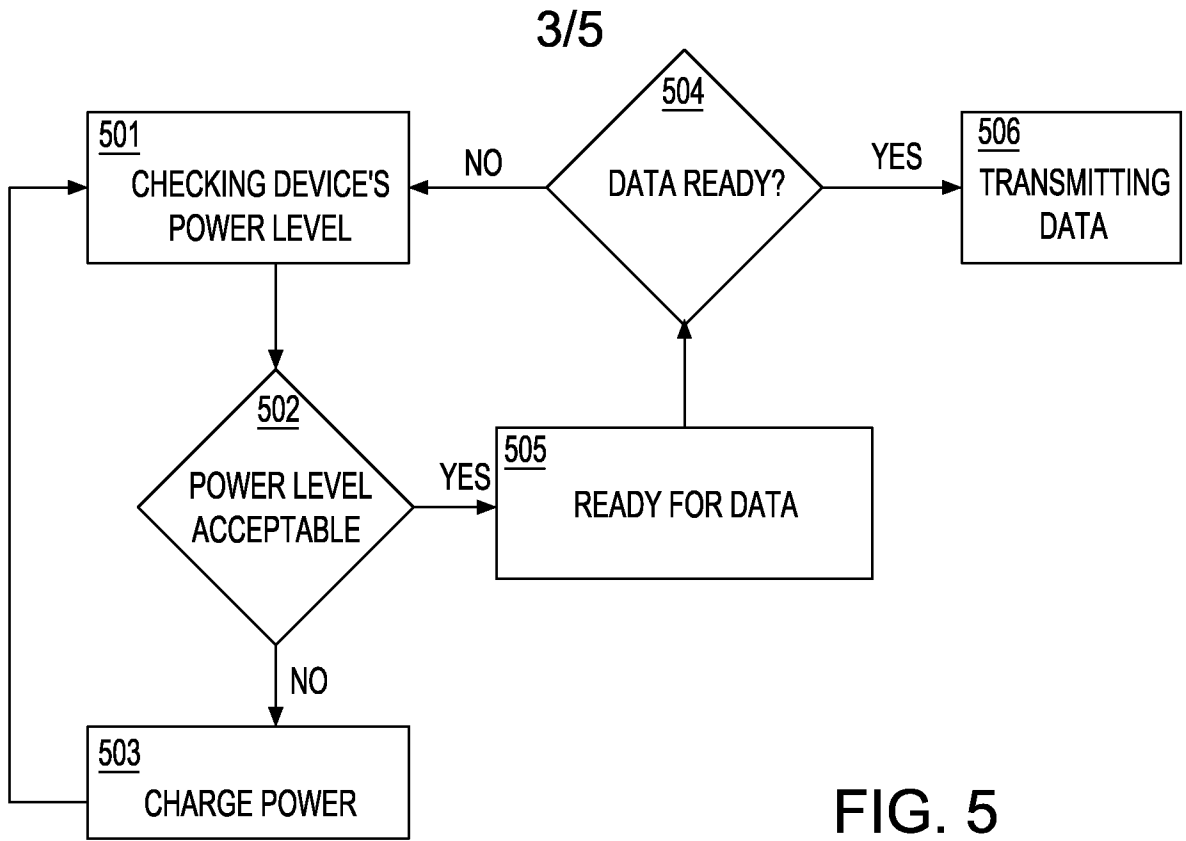 3/5
501
CHECKING DEVICE'S
POWER LEVEL
NO
504
DATA READY?
YES
506
TRANSMITTING
DATA
502
POWER LEVEL
ACCEPTABLE
YES
505
READY FOR DATA
NO
503
CHARGE POWER
FIG. 5